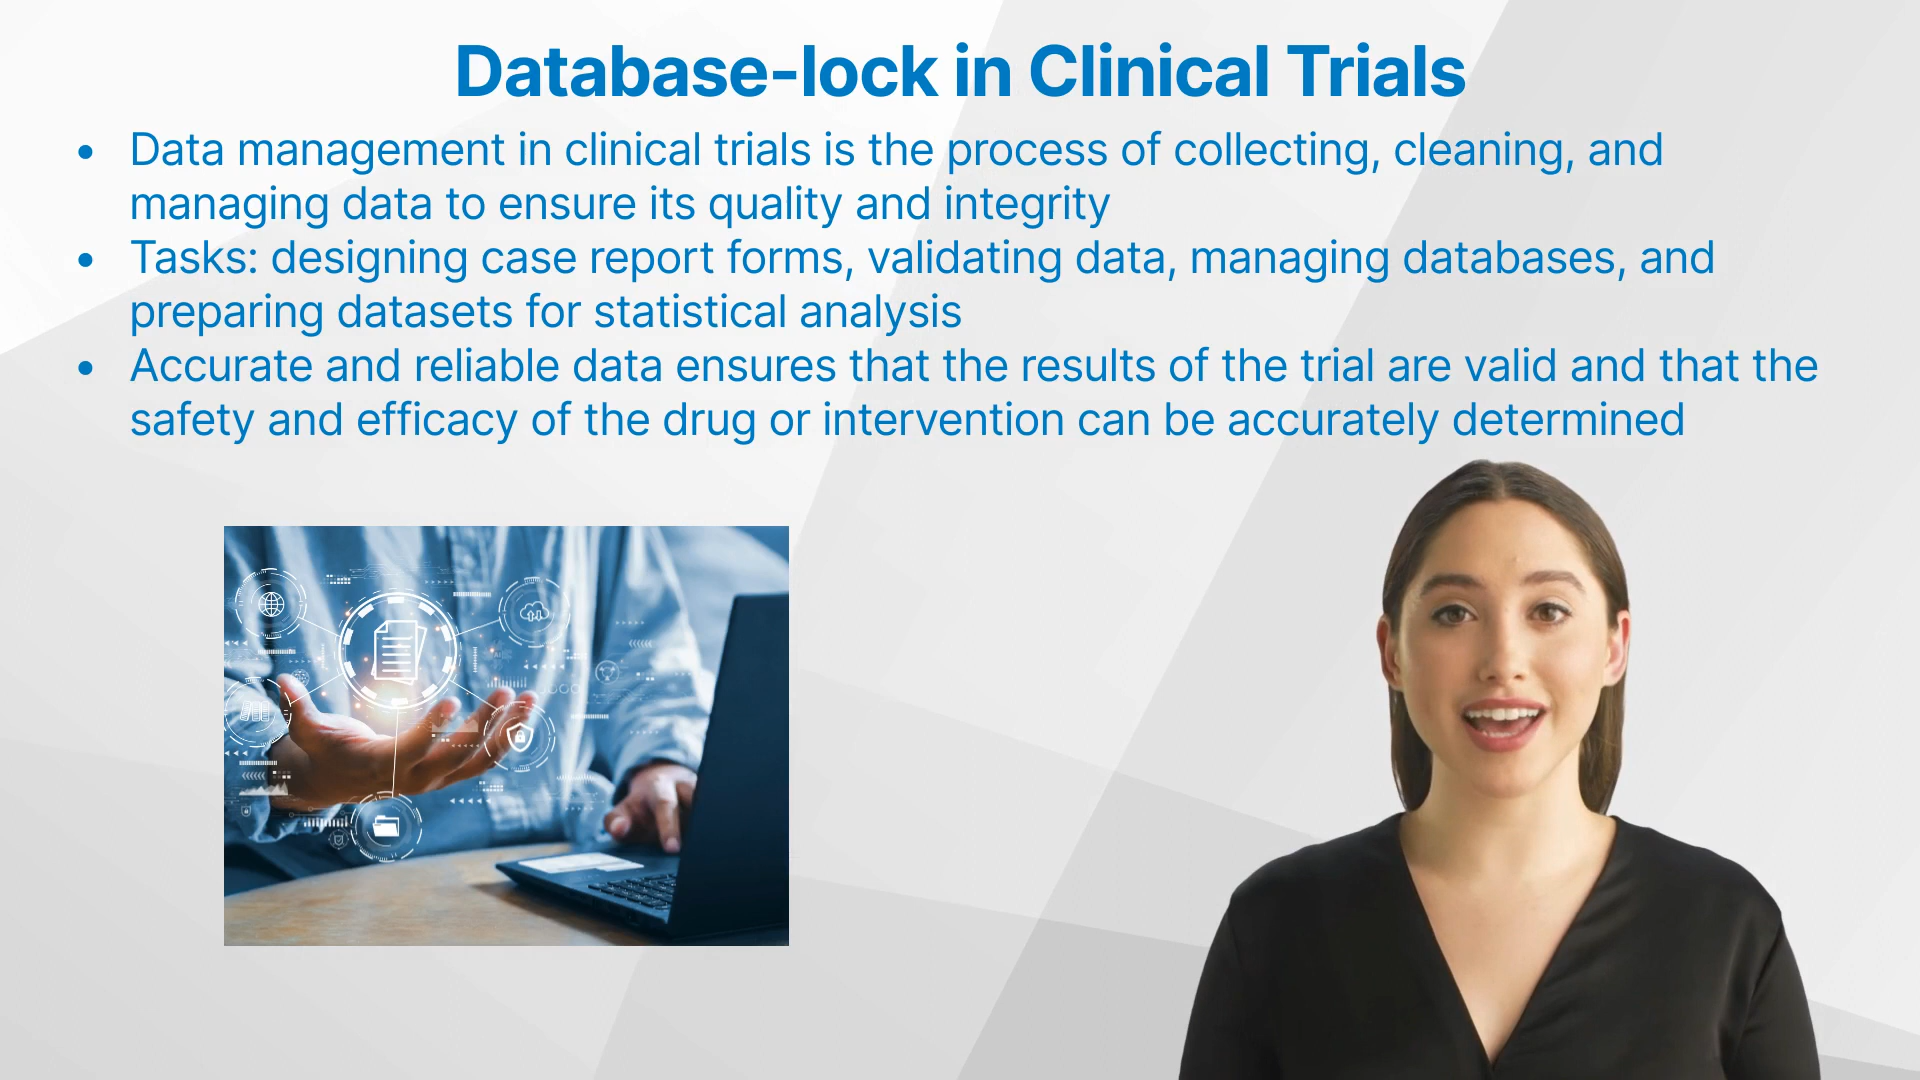 Database-lock in Clinical Trials
• Data management in clinical trials is the process of collecting, cleaning, and
managing data to ensure its quality and integrity
• Tasks: designing case report forms, validating data, managing databases, and
preparing datasets for statistical analysis
• Accurate and reliable data ensures that the results of the trial are valid and that the
safety and efficacy of the drug or intervention can be accurately determined